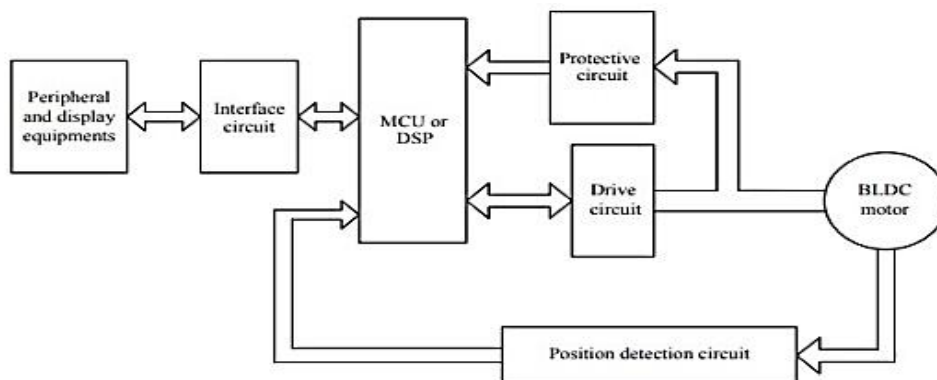 Peripheral
and display
equipments
Interface
circuit
MCU or
DSP
Protective
circuit
Drive
circuit
BLDC
motor
Position detection circuit